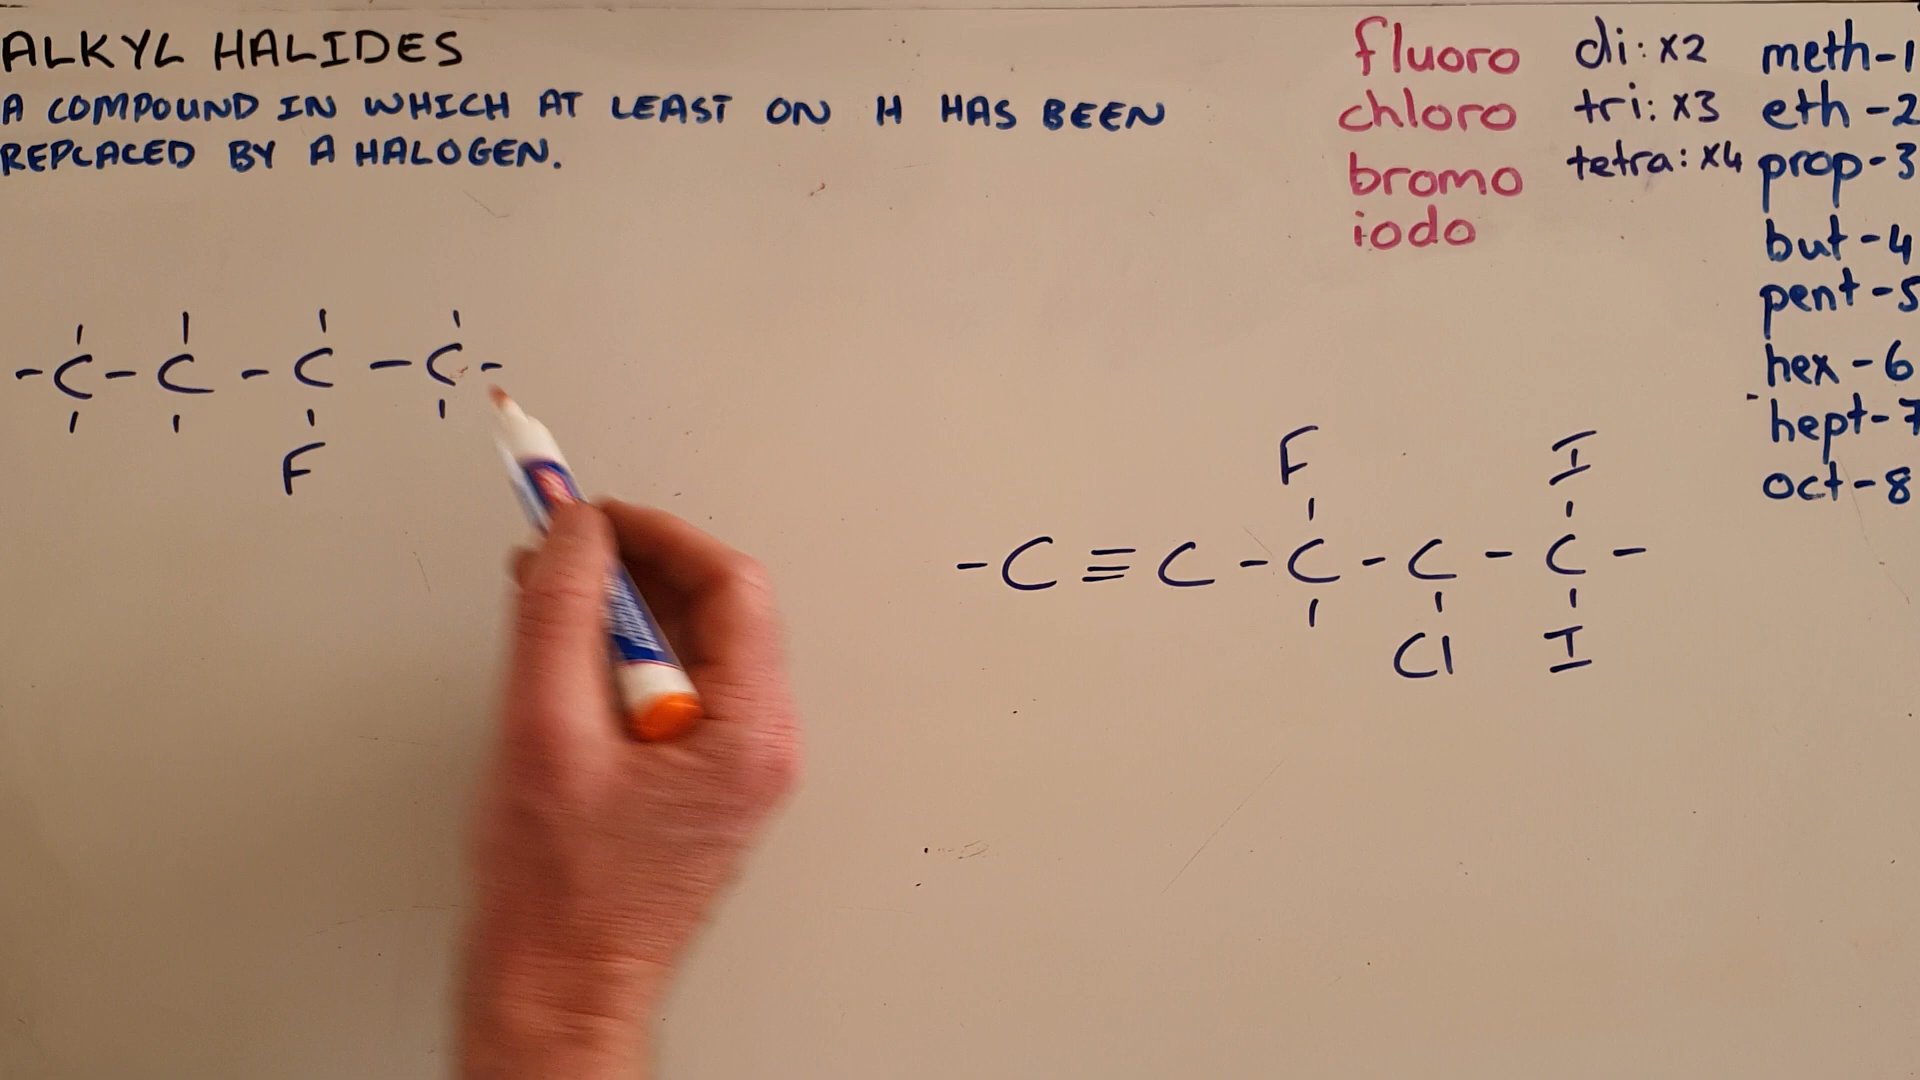 ALKYL HALIDES
A COMPOUND IN WHICH AT LEAST ON H HAS BEEN
REPLACED BY A HALOGEN.
fluoro
chloro
bromo
iodo
di: x2
tri: x3
tetra: x4
meth-1
eth-2
prop-3
but-4
pent-5
hex-6
hept-7
oct-8
-C-C-C-C-
F
F I
-C≡C-C-C-C-
Cl I